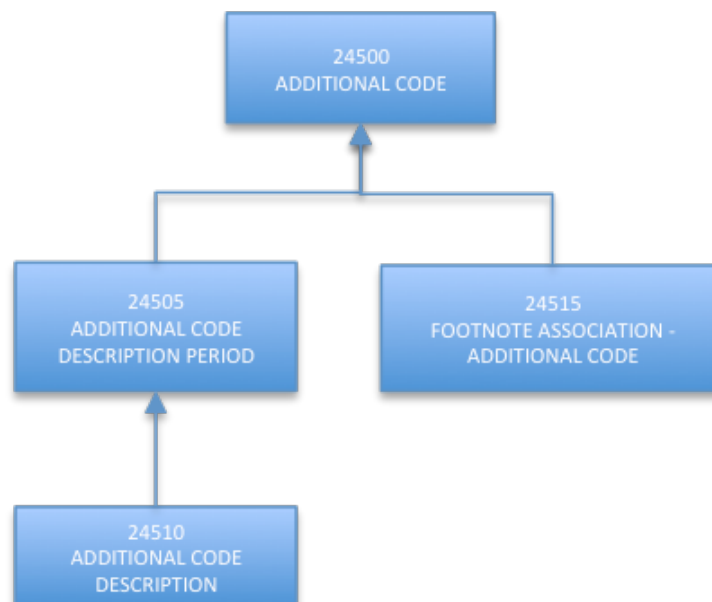 24500
ADDITIONAL CODE
24505
ADDITIONAL CODE
DESCRIPTION PERIOD
24515
FOOTNOTE ASSOCIATION -
ADDITIONAL CODE
24510
ADDITIONAL CODE
DESCRIPTION